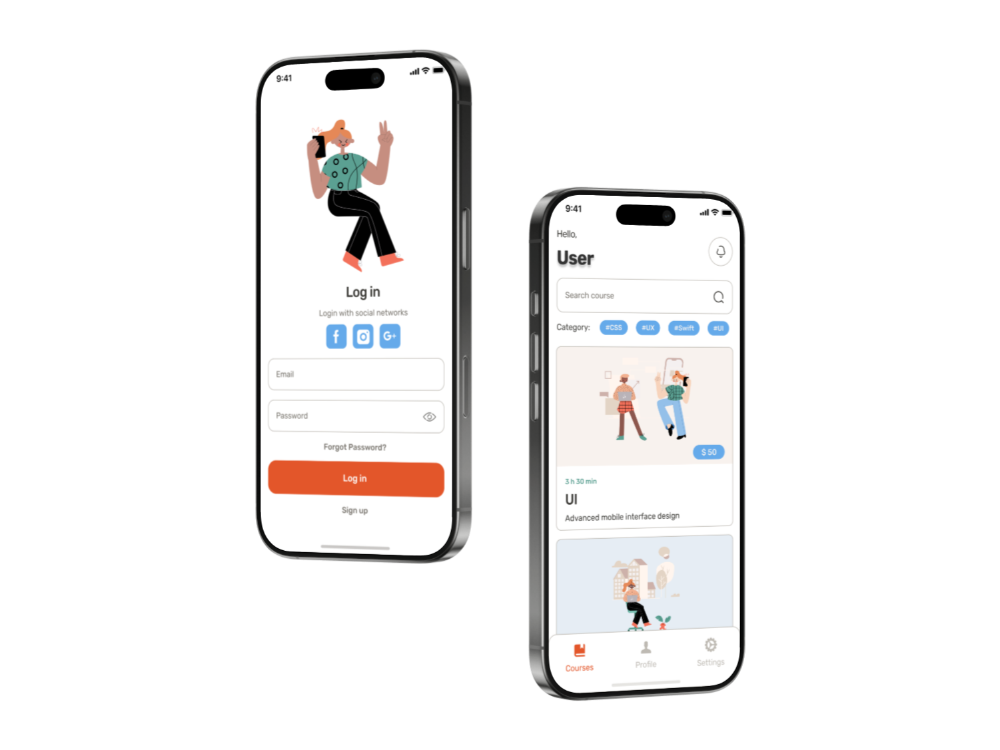 9:41
Log in
Login with social networks
f
G+
Email
Password
Forgot Password?
Log in
Sign up
9:41
Hello,
User
Search course
Category: #CSS #UX #Swift #UI
$ 50
3 h 30 min
UI
Advanced mobile interface design
Courses Profile Settings